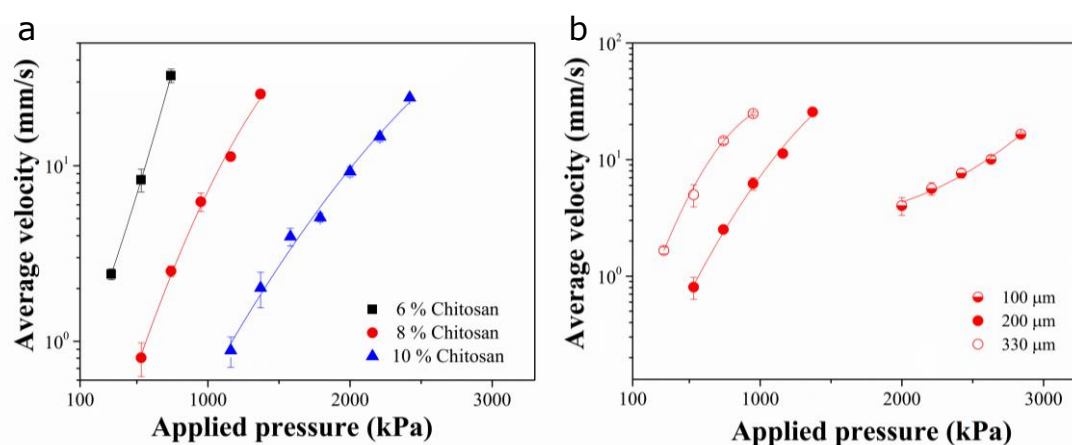 a
Average velocity (mm/s)
10¹
10⁰
100
1000
2000
3000
Applied pressure (kPa)
6 % Chitosan
8 % Chitosan
10 % Chitosan
b
Average velocity (mm/s)
10²
10¹
10⁰
100
1000
2000
3000
Applied pressure (kPa)
100 μm
200 μm
330 μm